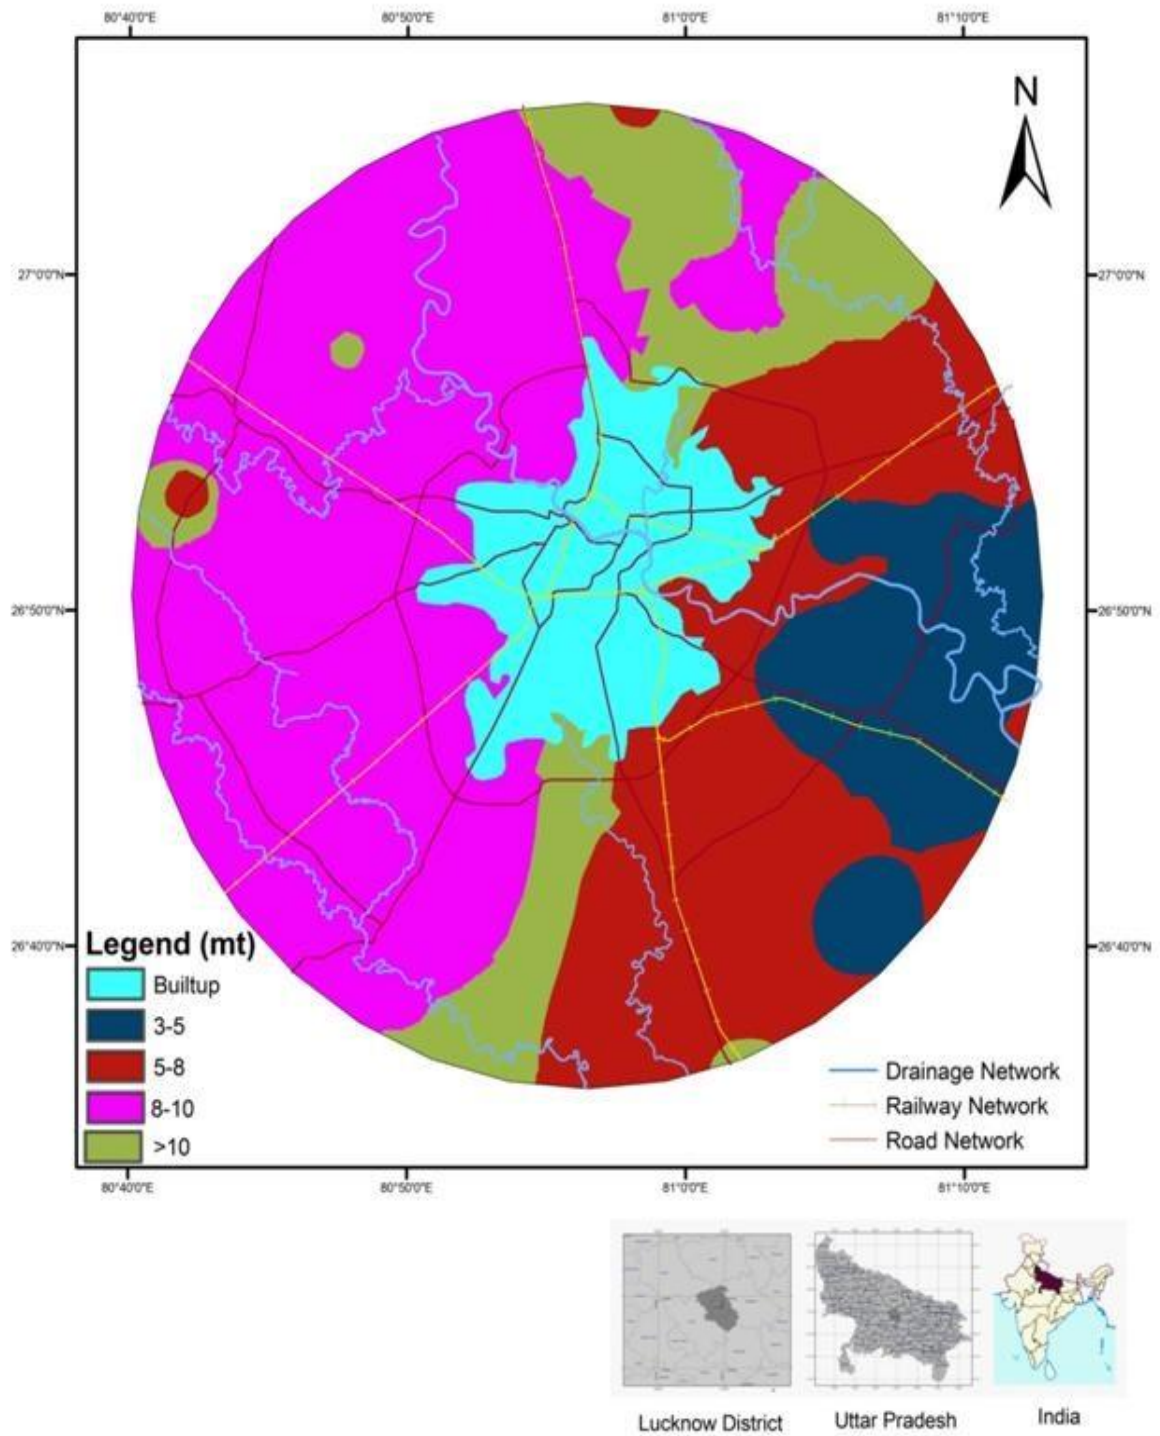 80°40'0"E 80°50'0"E 81°0'0"E 81°10'0"E
N
27°0'0"N 27°0'0"N
26°50'0"N 26°50'0"N
26°40'0"N 26°40'0"N
Legend (mt)
Builtup
3-5
5-8
8-10
>10
Drainage Network
Railway Network
Road Network
80°40'0"E 80°50'0"E 81°0'0"E 81°10'0"E
Lucknow District Uttar Pradesh India